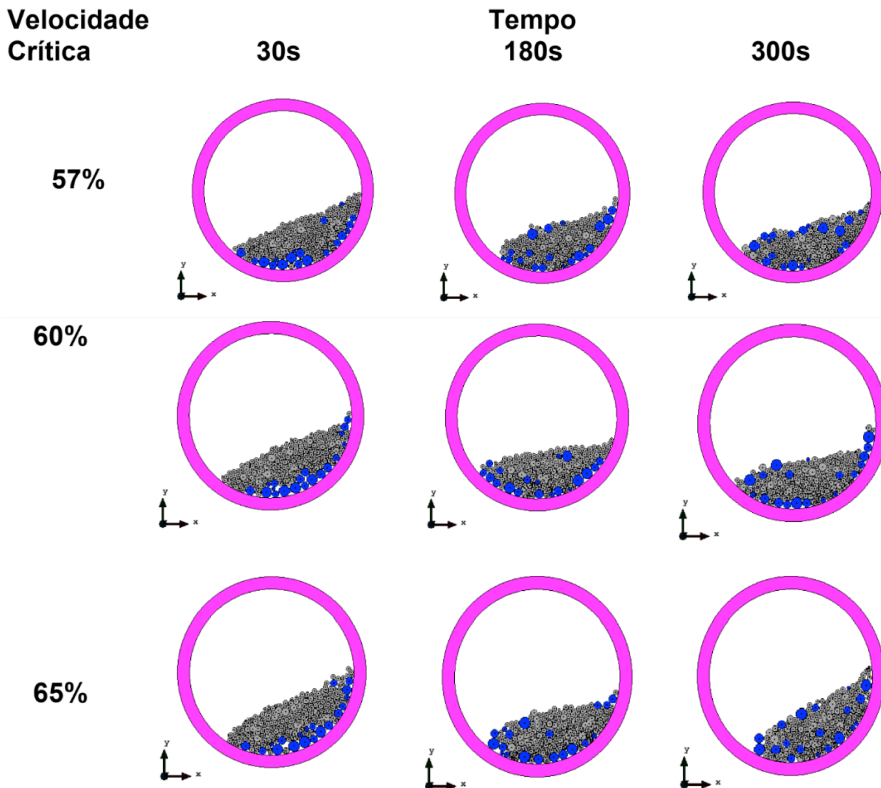 Velocidade Tempo
Crítica 30s 180s 300s
57%
y y y
x x x
60%
y y y
x x x
65%
y y y
x x x